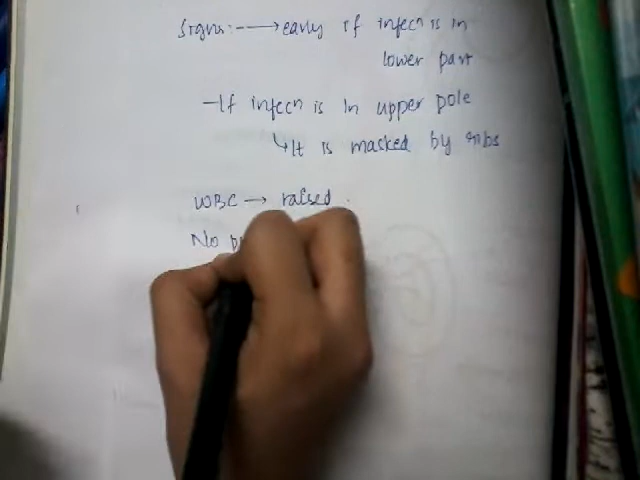 Signs:- → early if infecn is in
lower part
- If infecn is in upper pole
↳ It is masked by ribs
WBC → raised.
No